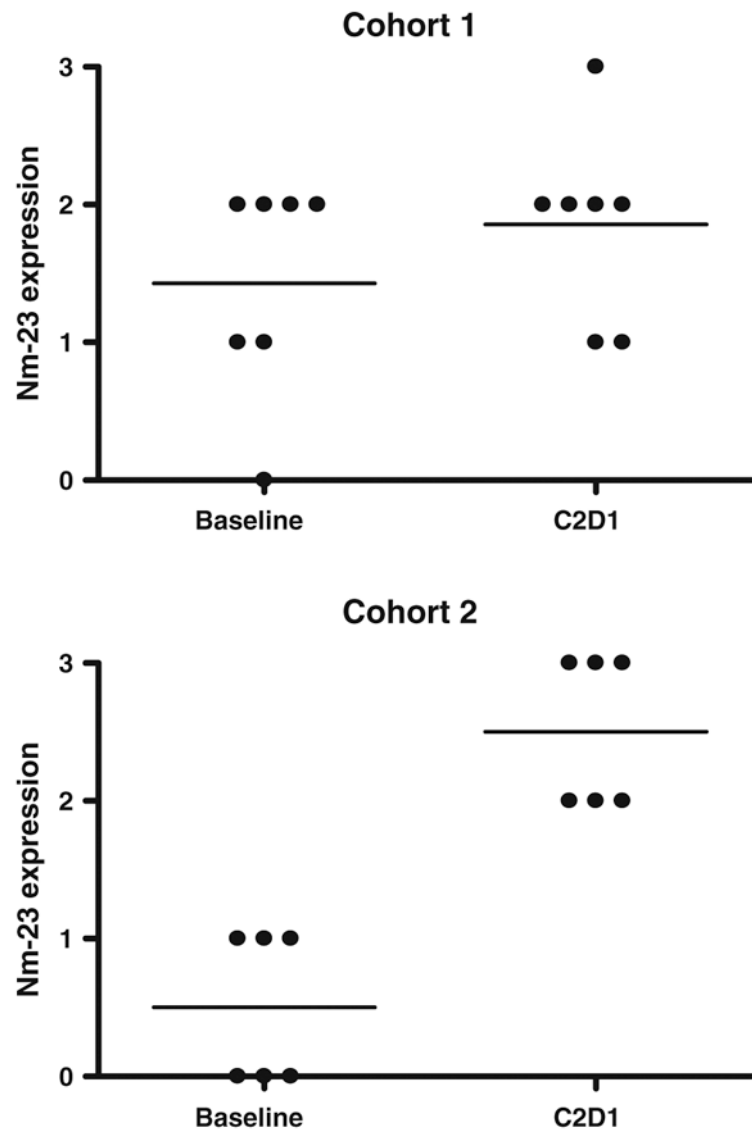 Cohort 1
Nm-23 expression
3
2
1
0
Baseline C2D1
Cohort 2
Nm-23 expression
3
2
1
0
Baseline C2D1